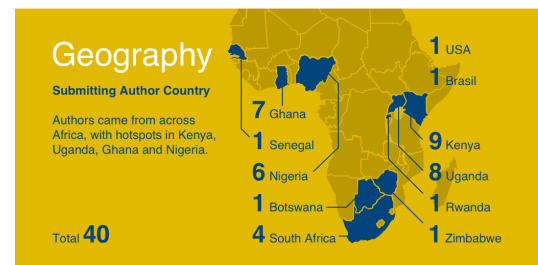 Geography
Submitting Author Country
Authors came from across
Africa, with hotspots in Kenya,
Uganda, Ghana and Nigeria.
Total 40
7 Ghana
1 Senegal
6 Nigeria
1 Botswana
4 South Africa
1 USA
1 Brasil
9 Kenya
8 Uganda
1 Rwanda
1 Zimbabwe